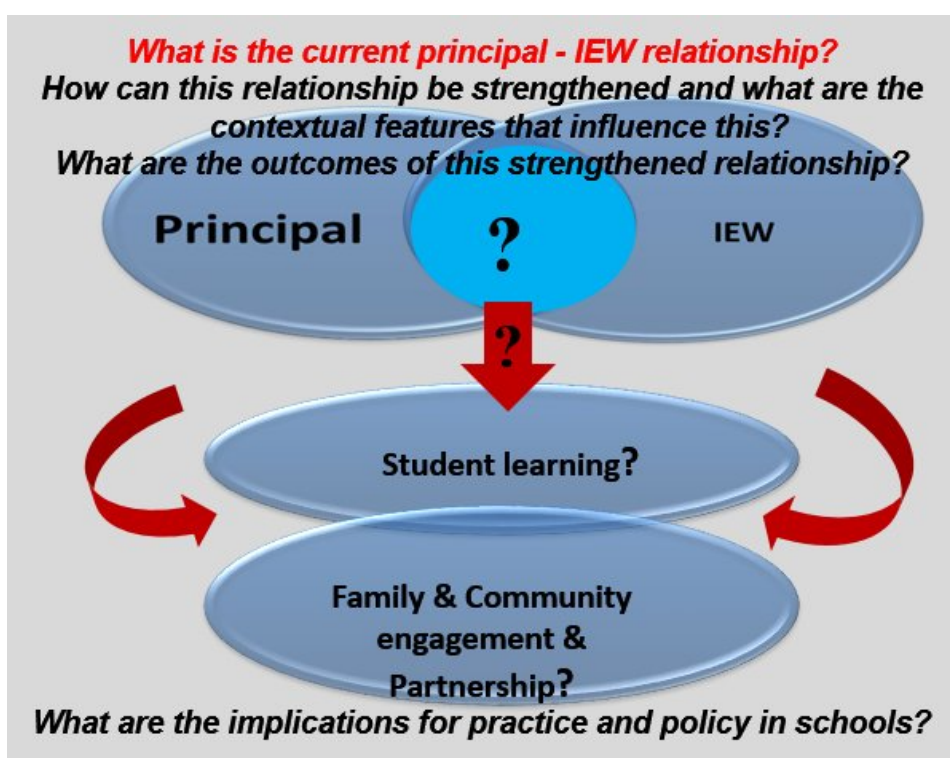 What is the current principal - IEW relationship?
How can this relationship be strengthened and what are the
contextual features that influence this?
What are the outcomes of this strengthened relationship?
Principal
?
IEW
?
Student learning?
Family & Community
engagement &
Partnership?
What are the implications for practice and policy in schools?